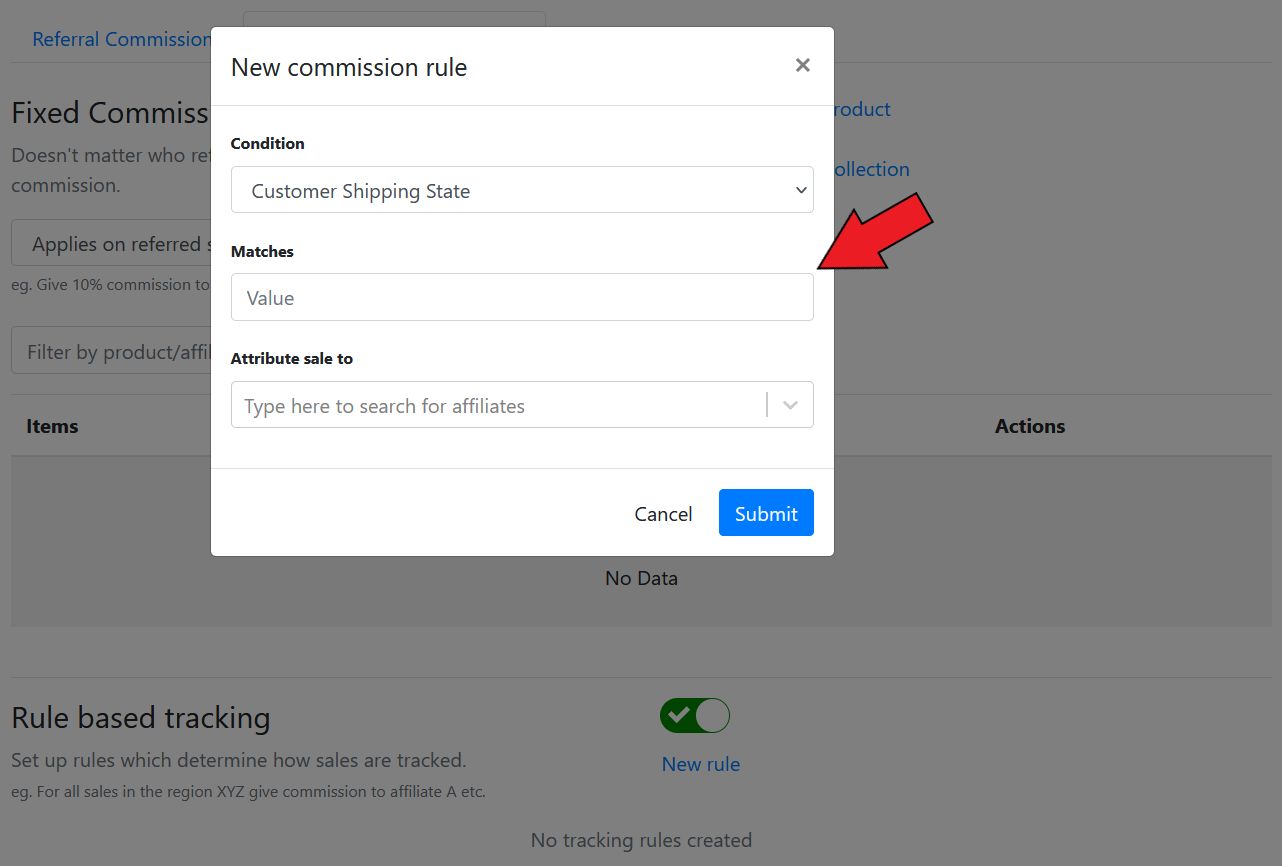 Referral Commission
New commission rule
×
Fixed Commiss
roduct
Doesn't matter who ref
commission.
ollection
Condition
Customer Shipping State
Applies on referred s
eg. Give 10% commission to
Matches
Value
Filter by product/affil
Attribute sale to
Type here to search for affiliates
Items
Actions
Cancel
Submit
No Data
Rule based tracking
Set up rules which determine how sales are tracked.
New rule
eg. For all sales in the region XYZ give commission to affiliate A etc.
No tracking rules created